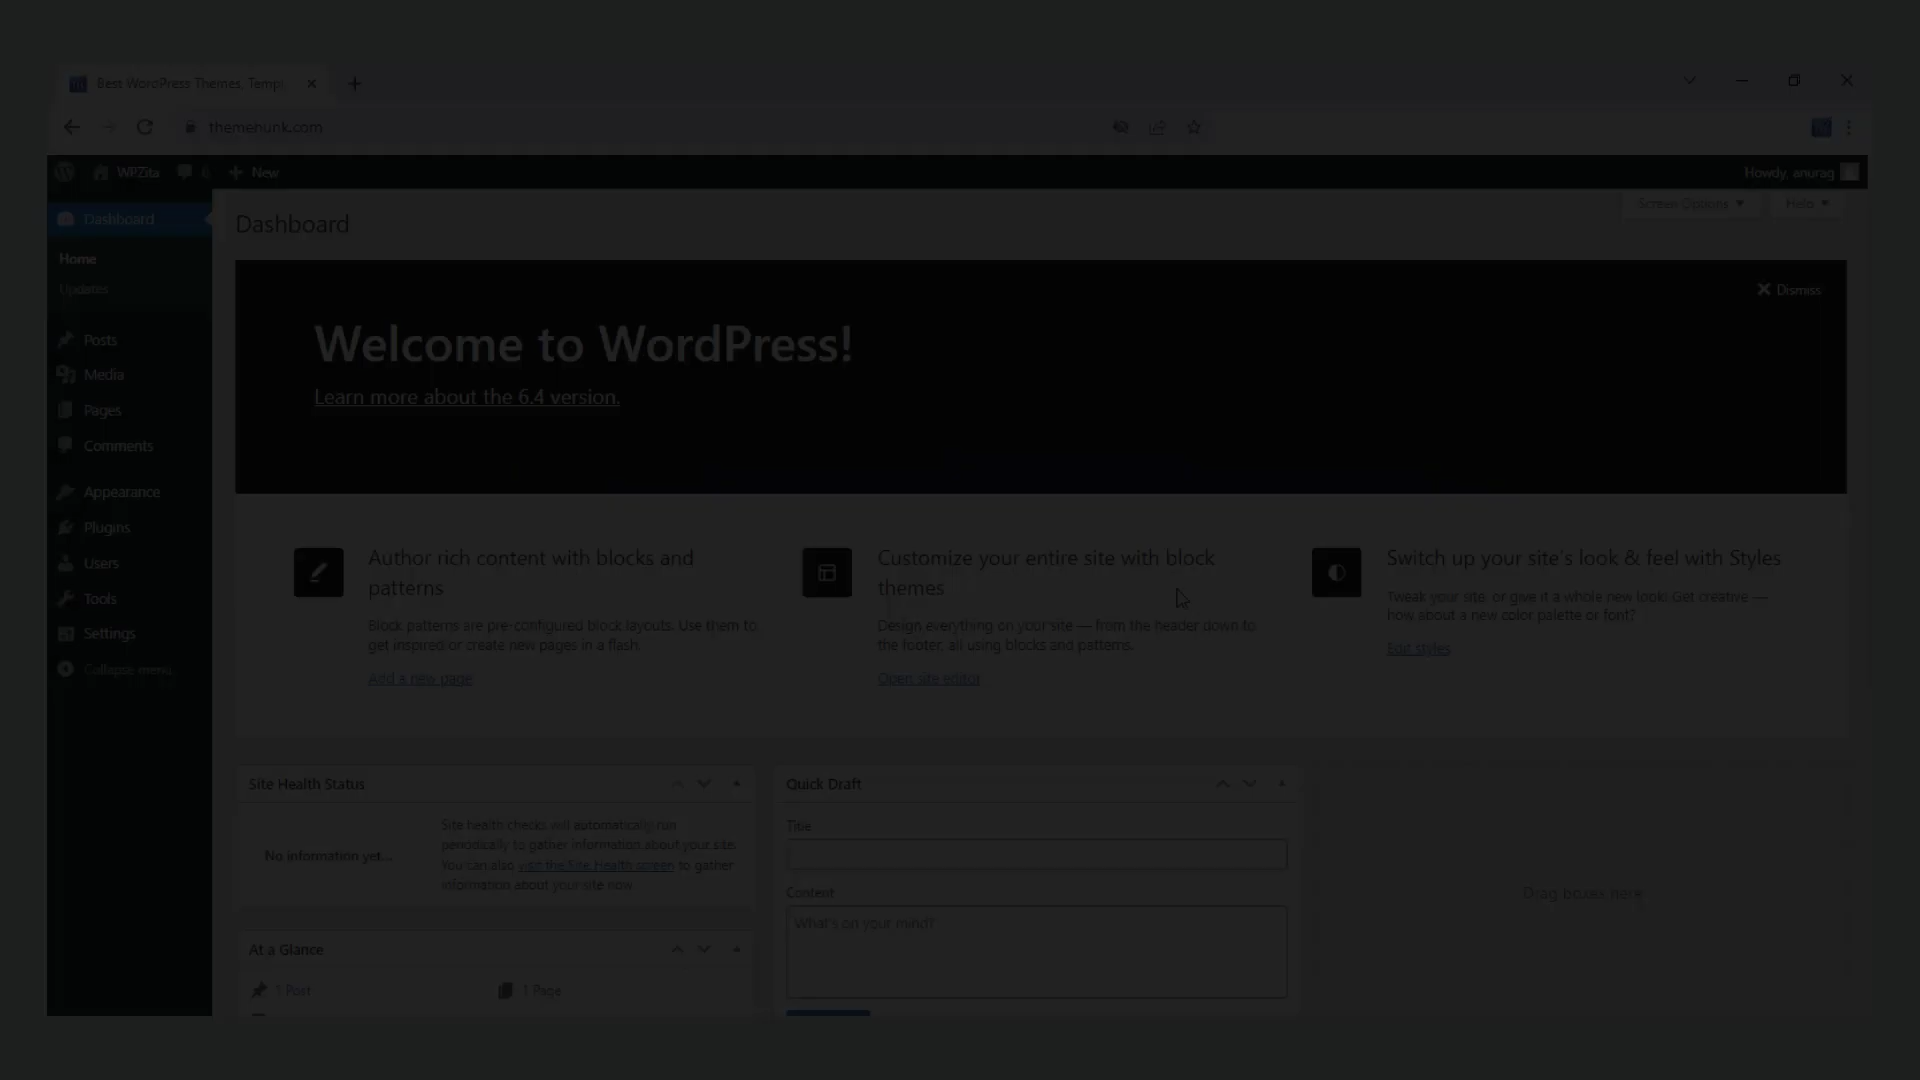 Best WordPress Themes, Templ
themehunk.com
WPZita
New
Howdy, anurag
Dashboard
Home
Updates
Posts
Media
Pages
Comments
Appearance
Plugins
Users
Tools
Settings
Collapse menu
Dashboard
Screen Options
Help
Dismiss
Welcome to WordPress!
Learn more about the 6.4 version.
Author rich content with blocks and
patterns
Block patterns are pre-configured block layouts. Use them to
get inspired or create new pages in a flash.
Add a new page
Customize your entire site with block
themes
Design everything on your site — from the header down to
the footer, all using blocks and patterns.
Open site editor
Switch up your site's look & feel with Styles
Tweak your site, or give it a whole new look! Get creative —
how about a new color palette or font?
Edit styles
Site Health Status
No information yet...
Site health checks will automatically run
periodically to gather information about your site.
You can also visit the Site Health screen to gather
information about your site now.
At a Glance
1 Post
1 Page
Quick Draft
Title
Content
What's on your mind?
Drag boxes here